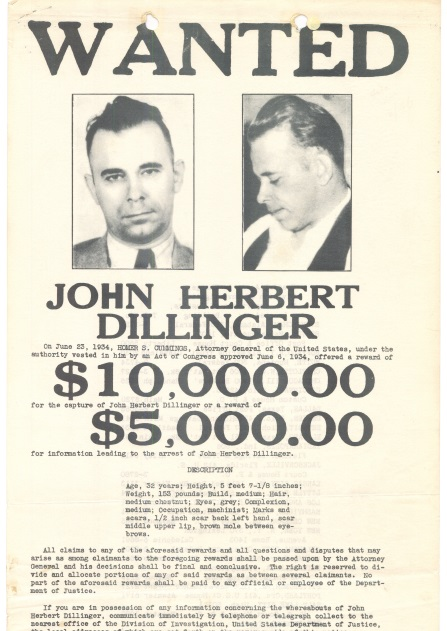 WANTED
JOHN HERBERT
DILLINGER
On June 23, 1934, HOMER S. CUMMINGS, Attorney General of the United States, under the
authority vested in him by an Act of Congress approved June 6, 1934, offered a reward of
$10,000.00
for the capture of John Herbert Dillinger or a reward of
$5,000.00
for information leading to the arrest of John Herbert Dillinger.
DESCRIPTION
Age, 32 years; Height, 5 feet 7-1/8 inches;
Weight, 153 pounds; Build, medium; Hair,
medium chestnut; Eyes, grey; Complexion,
medium; Occupation, machinist; Marks and
scars, 1/2 inch scar back left hand, scar
middle upper lip, brown mole between eye-
brows.
All claims to any of the aforesaid rewards and all questions and disputes that may
arise as among claimants to the foregoing rewards shall be passed upon by the Attorney
General and his decisions shall be final and conclusive. The right is reserved to di-
vide and allocate portions of any of said rewards as between several claimants. No
part of the aforesaid rewards shall be paid to any official or employee of the Depart-
ment of Justice.
If you are in possession of any information concerning the whereabouts of John
Herbert Dillinger, communicate immediately by telephone or telegraph collect to the
nearest office of the Division of Investigation, United States Department of Justice,